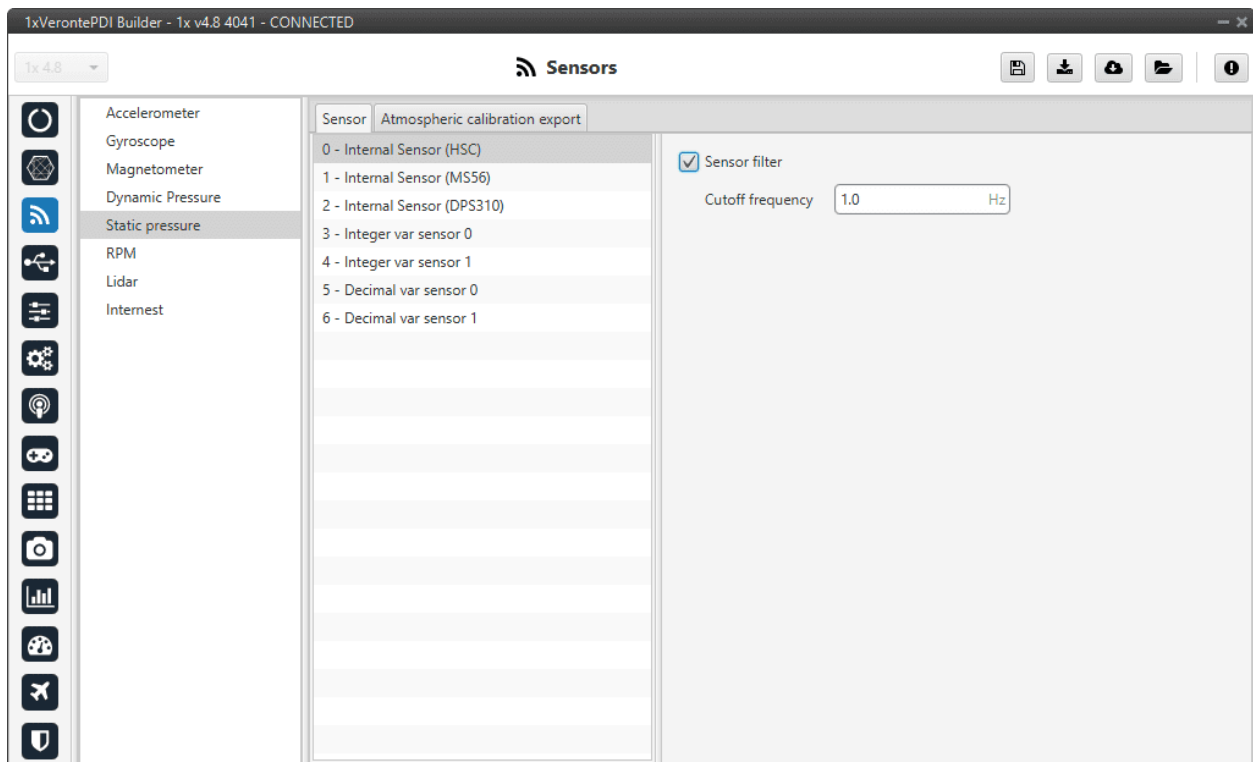 1xVerontePDI Builder - 1x v4.8 4041 - CONNECTED
1x 4.8
Sensors
Accelerometer
Gyroscope
Magnetometer
Dynamic Pressure
Static pressure
RPM
Lidar
Internest
Sensor
Atmospheric calibration export
0 - Internal Sensor (HSC)
1 - Internal Sensor (MS56)
2 - Internal Sensor (DPS310)
3 - Integer var sensor 0
4 - Integer var sensor 1
5 - Decimal var sensor 0
6 - Decimal var sensor 1
Sensor filter
Cutoff frequency 1.0 Hz